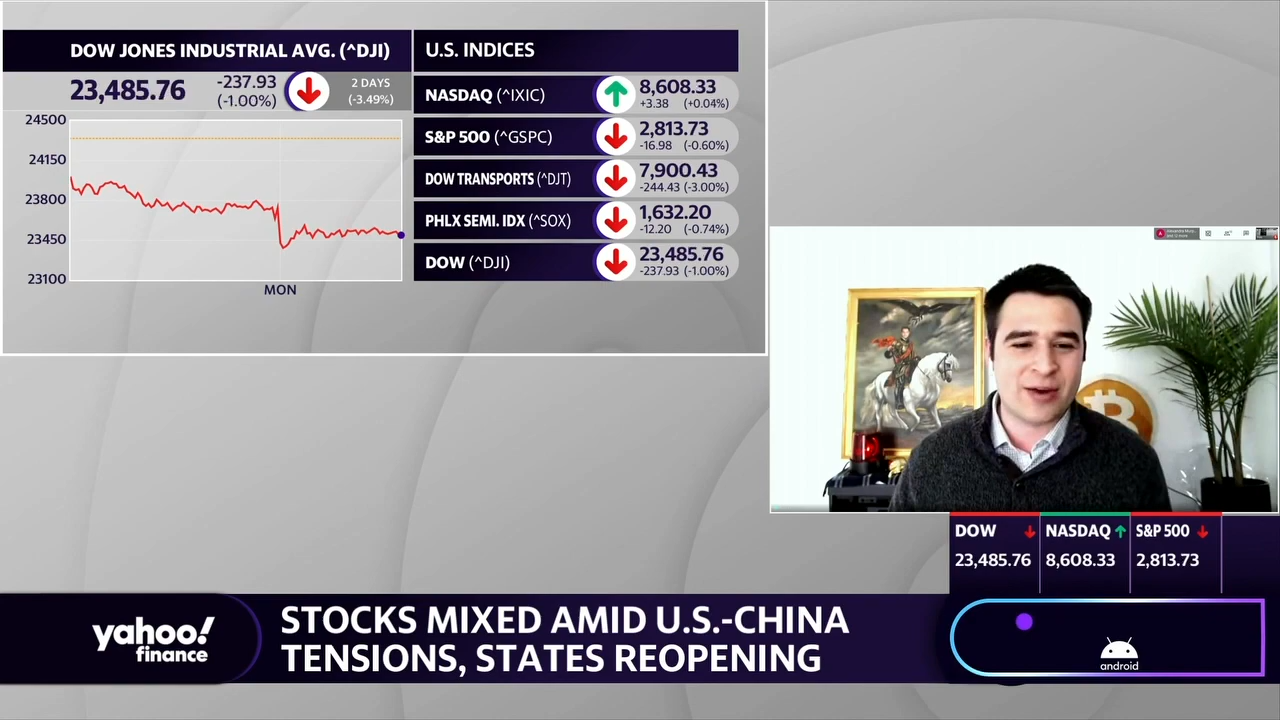 DOW JONES INDUSTRIAL AVG. (^DJI)
23,485.76
-237.93
(-1.00%)
2 DAYS
(-3.49%)
24500
24150
23800
23450
23100
MON
U.S. INDICES
NASDAQ (^IXIC)
8,608.33
+3.38 (+0.04%)
S&P 500 (^GSPC)
2,813.73
-16.98 (-0.60%)
DOW TRANSPORTS (^DJT)
7,900.43
-244.43 (-3.00%)
PHLX SEMI. IDX (^SOX)
1,632.20
-12.20 (-0.74%)
DOW (^DJI)
23,485.76
-237.93 (-1.00%)
B
DOW
23,485.76
NASDAQ
8,608.33
S&P 500
2,813.73
yahoo!
finance
STOCKS MIXED AMID U.S.-CHINA
TENSIONS, STATES REOPENING
android